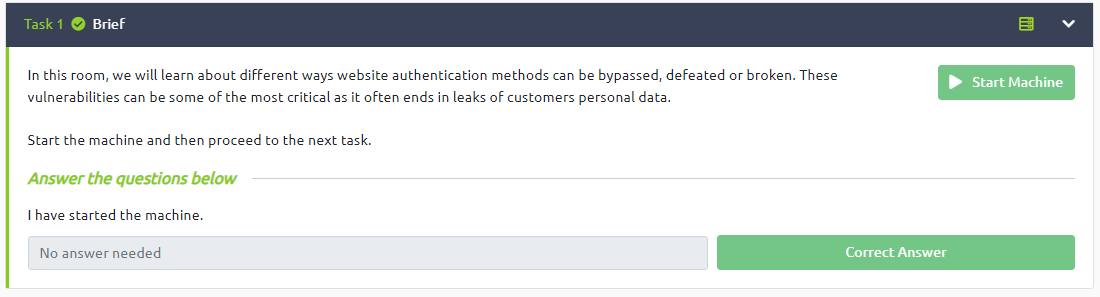 Task 1 Brief
In this room, we will learn about different ways website authentication methods can be bypassed, defeated or broken. These
vulnerabilities can be some of the most critical as it often ends in leaks of customers personal data.
Start Machine
Start the machine and then proceed to the next task.
Answer the questions below
I have started the machine.
No answer needed
Correct Answer